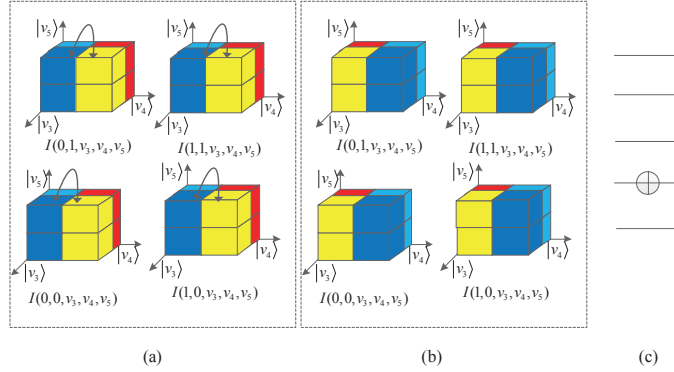 |v₅⟩ |v₅⟩ |v₅⟩ |v₅⟩
|v₄⟩ |v₄⟩ |v₄⟩ |v₄⟩
|v₃⟩ |v₃⟩ |v₃⟩ |v₃⟩
I(0,1,v₃,v₄,v₅) I(1,1,v₃,v₄,v₅) I(0,1,v₃,v₄,v₅) I(1,1,v₃,v₄,v₅)
|v₅⟩ |v₅⟩ |v₅⟩ |v₅⟩
|v₄⟩ |v₄⟩ |v₄⟩ |v₄⟩
|v₃⟩ |v₃⟩ |v₃⟩ |v₃⟩
I(0,0,v₃,v₄,v₅) I(1,0,v₃,v₄,v₅) I(0,0,v₃,v₄,v₅) I(1,0,v₃,v₄,v₅)
(a) (b) (c)